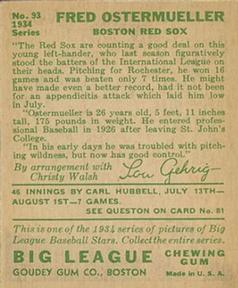 No. 93
1934
Series
FRED OSTERMUELLER
BOSTON RED SOX
"The Red Sox are counting a good deal on this
young left-hander, who last season figuratively
stood the batters of the International League on
their heads. Pitching for Rochester, he won 16
games and was beaten only 7 times. He might
have made even a better record, had it not been
for an appendicitis attack which laid him low
in July.
"Ostermueller is 26 years old, 5 feet, 11 inches
tall, 175 pounds in weight. He entered profes-
sional Baseball in 1926 after leaving St. John's
College.
"In his early days he was troubled with pitch-
ing wildness, but now has good control."
By arrangement with
Christy Walsh
Lou Gehrig
46 INNINGS BY CARL HUBBELL, JULY 13TH—
AUGUST 1ST—7 GAMES.
SEE QUESTON ON CARD No. 81
This is one of the 1934 series of pictures of Big
League Baseball Stars. Collect the entire series.
BIG LEAGUE CHEWING GUM
GOUDEY GUM CO., BOSTON Made in U. S. A.